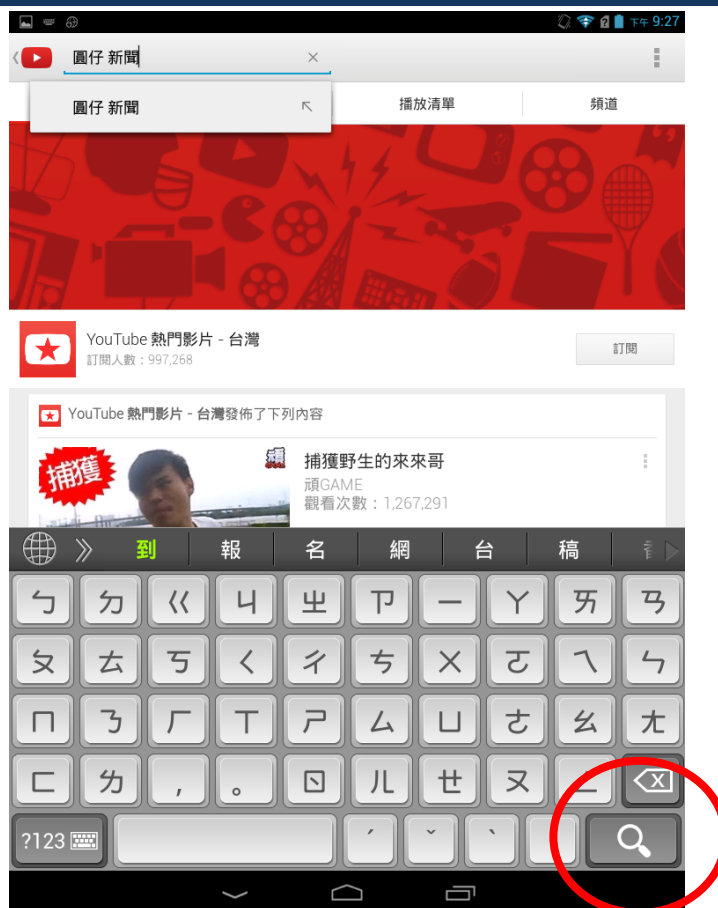 下午 9:27
圓仔 新聞
圓仔 新聞
播放清單 頻道
YouTube 熱門影片 - 台灣
訂閱人數：997,268
訂閱
YouTube 熱門影片 - 台灣發佈了下列內容
捕獲
頑
捕獲野生的來來哥
頑GAME
觀看次數：1,267,291
到 報 名 網 台 稿
ㄅ ㄉ ㄍ ㄐ ㄓ ㄗ ㄧ ㄚ ㄞ ㄢ
ㄆ ㄊ ㄎ ㄑ ㄔ ㄘ ㄨ ㄛ ㄟ ㄣ
ㄇ ㄋ ㄏ ㄒ ㄕ ㄙ ㄩ ㄜ ㄠ ㄤ
ㄈ ㄌ ， 。 ㄖ ㄦ ㄝ ㄡ
?123 ˊ ˇ ˋ